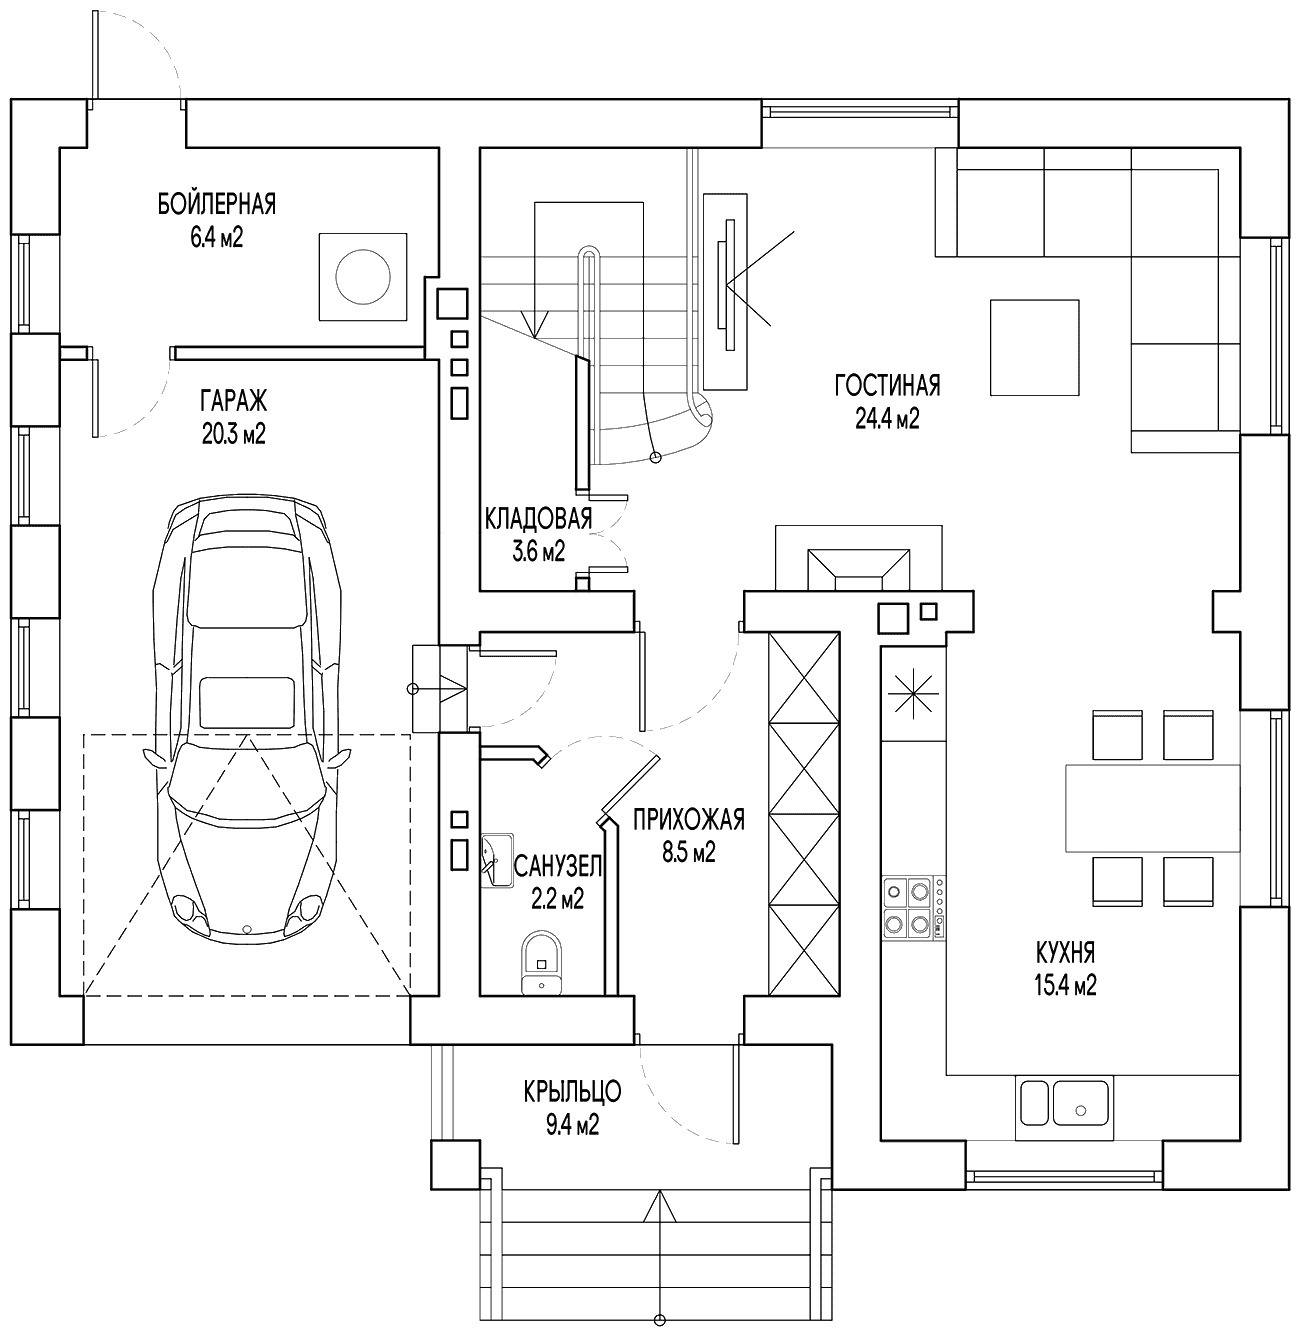 БОЙЛЕРНАЯ
6.4 м2
ГАРАЖ
20.3 м2
ГОСТИНАЯ
24.4 м2
КЛАДОВАЯ
3.6 м2
ПРИХОЖАЯ
8.5 м2
САНУЗЕЛ
2.2 м2
КУХНЯ
15.4 м2
КРЫЛЬЦО
9.4 м2